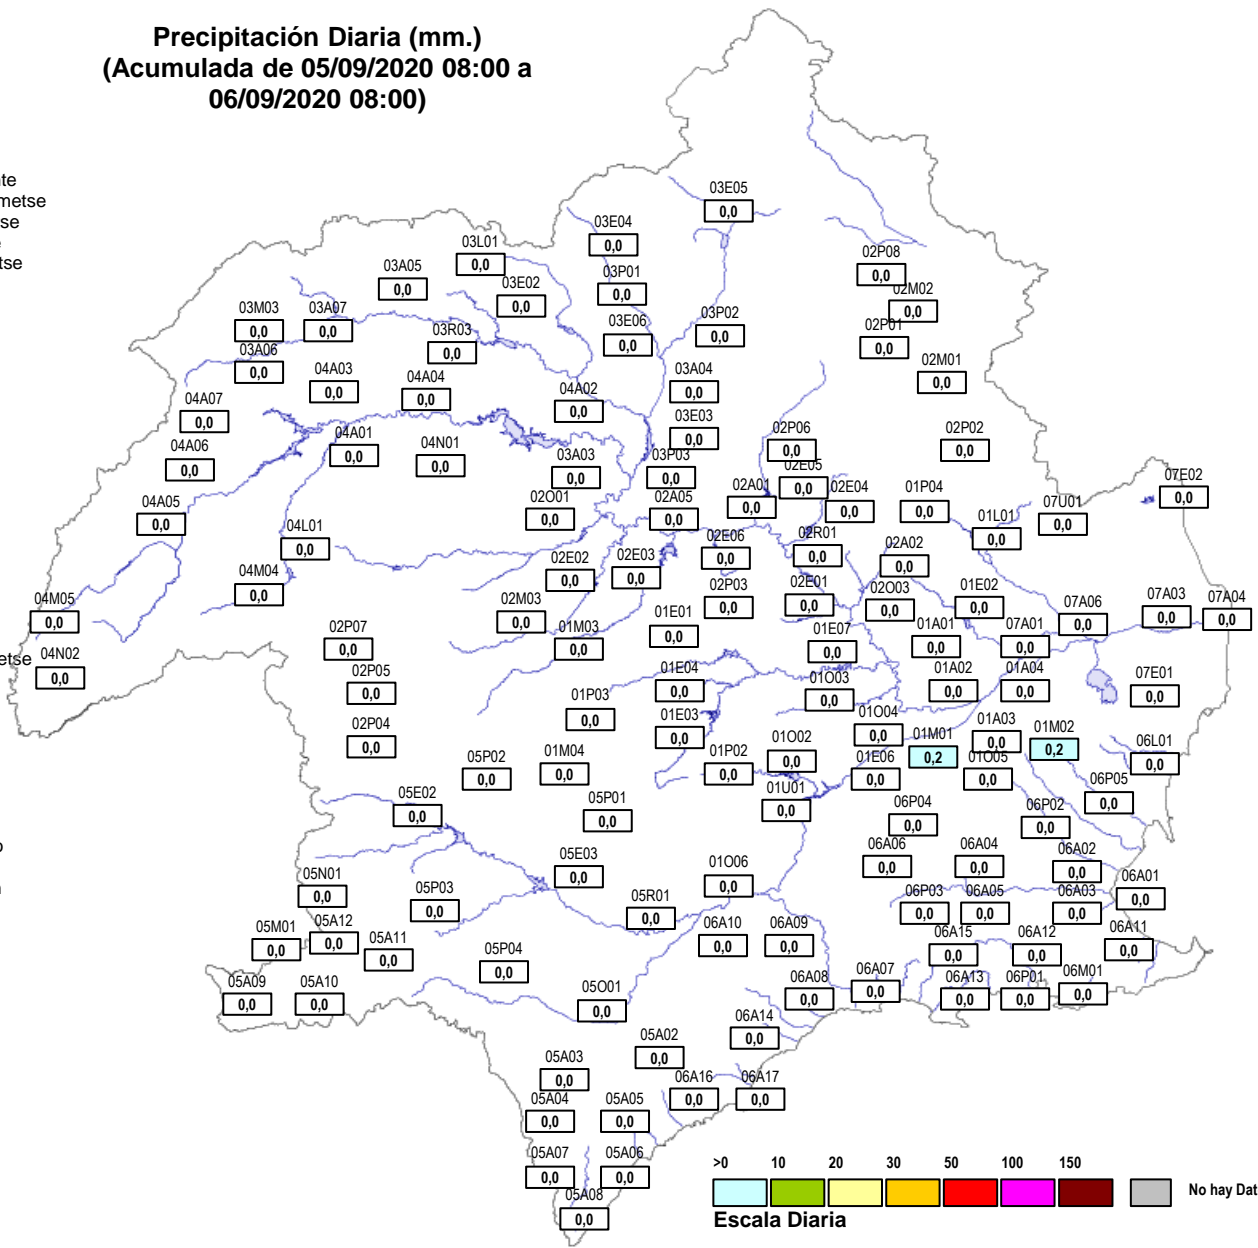 Precipitación Diaria (mm.)
(Acumulada de 05/09/2020 08:00 a
06/09/2020 08:00)
te
metse
se
tse
etse
03E05
0,0
03E04
0,0
03L01
0,0
02P08
0,0
03A05
0,0
03P01
0,0
03E02
0,0
02M02
0,0
03M03
0,0
03A07
0,0
03P02
0,0
03E06
0,0
03R03
0,0
02P01
0,0
03A06
0,0
02M01
0,0
04A03
0,0
04A04
0,0
03A04
0,0
04A02
0,0
04A07
0,0
03E03
0,0
04A01
0,0
02P06
0,0
02P02
0,0
04A06
0,0
04N01
0,0
03A03
0,0
03P03
0,0
02E05
0,0
07E02
0,0
02A01
0,0
02E04
0,0
01P04
0,0
04A05
0,0
02O01
0,0
02A05
0,0
07U01
0,0
01L01
0,0
04L01
0,0
02E06
0,0
02R01
0,0
02A02
0,0
02E02
0,0
02E03
0,0
04M04
0,0
02P03
0,0
02E01
0,0
02O03
0,0
01E02
0,0
04M05
0,0
02M03
0,0
01E01
0,0
07A06
0,0
07A03
0,0
07A04
0,0
02P07
0,0
01M03
0,0
01E07
0,0
01A01
0,0
07A01
0,0
04N02
0,0
02P05
0,0
01E04
0,0
01O03
0,0
01A02
0,0
01A04
0,0
07E01
0,0
01P03
0,0
01E03
0,0
01O04
0,0
01A03
0,0
01M02
0,2
02P04
0,0
01M01
0,2
06L01
0,0
05P02
0,0
01M04
0,0
01P02
0,0
01O02
0,0
01E06
0,0
01O05
0,0
05E02
0,0
05P01
0,0
01U01
0,0
06P04
0,0
06P02
0,0
06P05
0,0
05E03
0,0
01O06
0,0
06A06
0,0
06A04
0,0
06A02
0,0
05N01
0,0
05P03
0,0
05R01
0,0
06P03
0,0
06A05
0,0
06A03
0,0
06A01
0,0
05M01
0,0
05A12
0,0
05A11
0,0
06A10
0,0
06A09
0,0
06A15
0,0
06A12
0,0
06A11
0,0
05P04
0,0
05A09
0,0
05A10
0,0
05O01
0,0
06A08
0,0
06A07
0,0
06A13
0,0
06P01
0,0
06M01
0,0
06A14
0,0
05A02
0,0
05A03
0,0
06A16
0,0
06A17
0,0
05A04
0,0
05A05
0,0
05A07
0,0
05A06
0,0
05A08
0,0
>0 10 20 30 50 100 150
No hay Dat
Escala Diaria